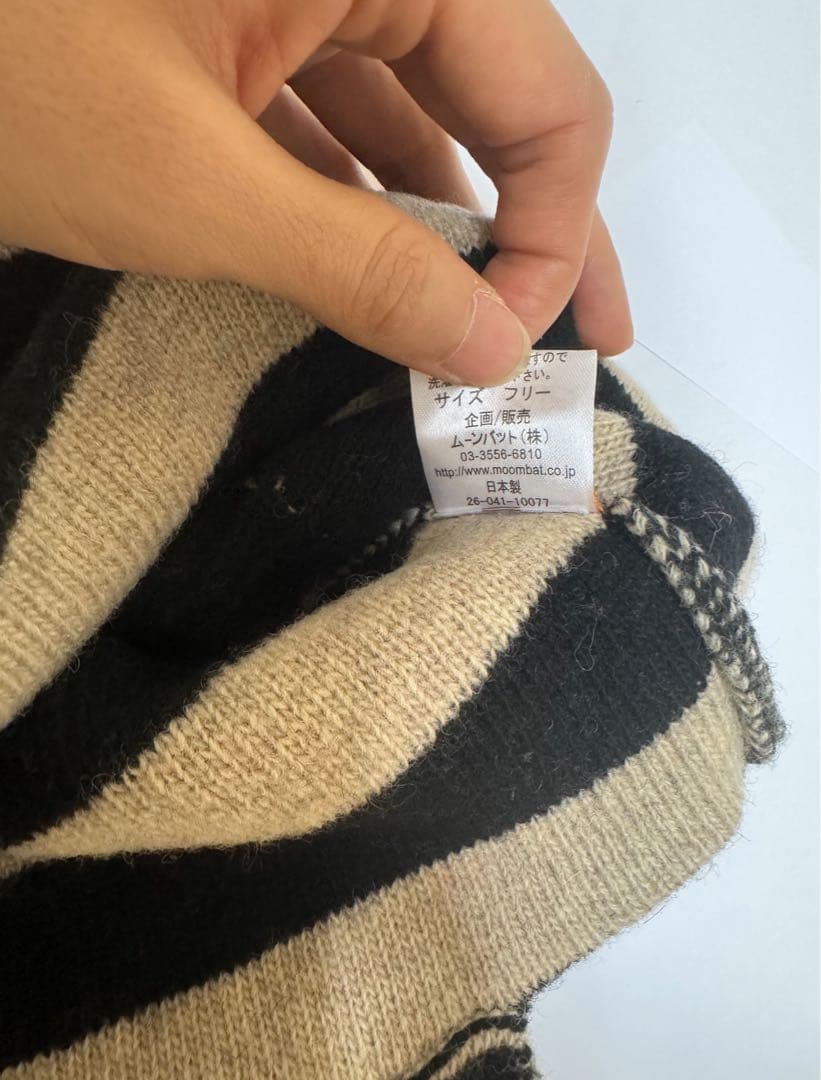 すので
洗 さい。
サイズ フリー
企画/販売
ムーンバット(株)
03-3556-6810
http://www.moombat.co.jp
日本製
26-041-10077